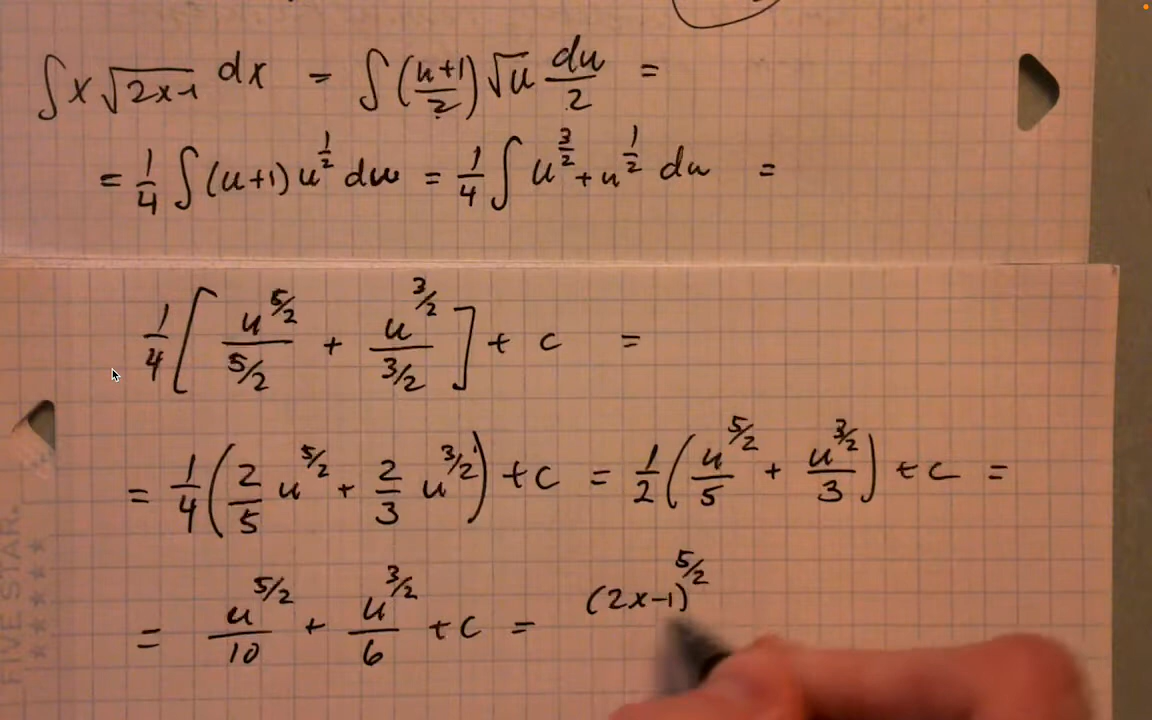 ∫ x √(2x-1) dx = ∫ ((u+1)/2) √u du/2 =
= 1/4 ∫ (u+1) u^(1/2) du = 1/4 ∫ u^(3/2) + u^(1/2) du =
1/4 [ u^(5/2)/(5/2) + u^(3/2)/(3/2) ] + c =
= 1/4 ( 2/5 u^(5/2) + 2/3 u^(3/2) ) + c = 1/2 ( u^(5/2)/5 + u^(3/2)/3 ) + c =
= u^(5/2)/10 + u^(3/2)/6 + c = (2x-1)^(5/2)
FIVE STAR.
★★★★★